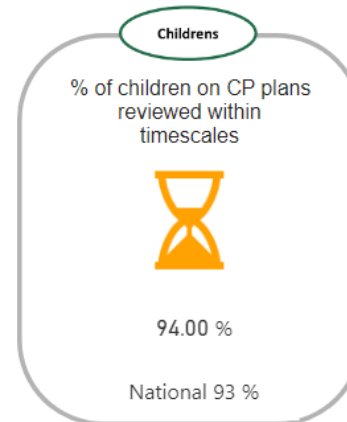 Childrens
% of children on CP plans
reviewed within
timescales
94.00 %
National 93 %